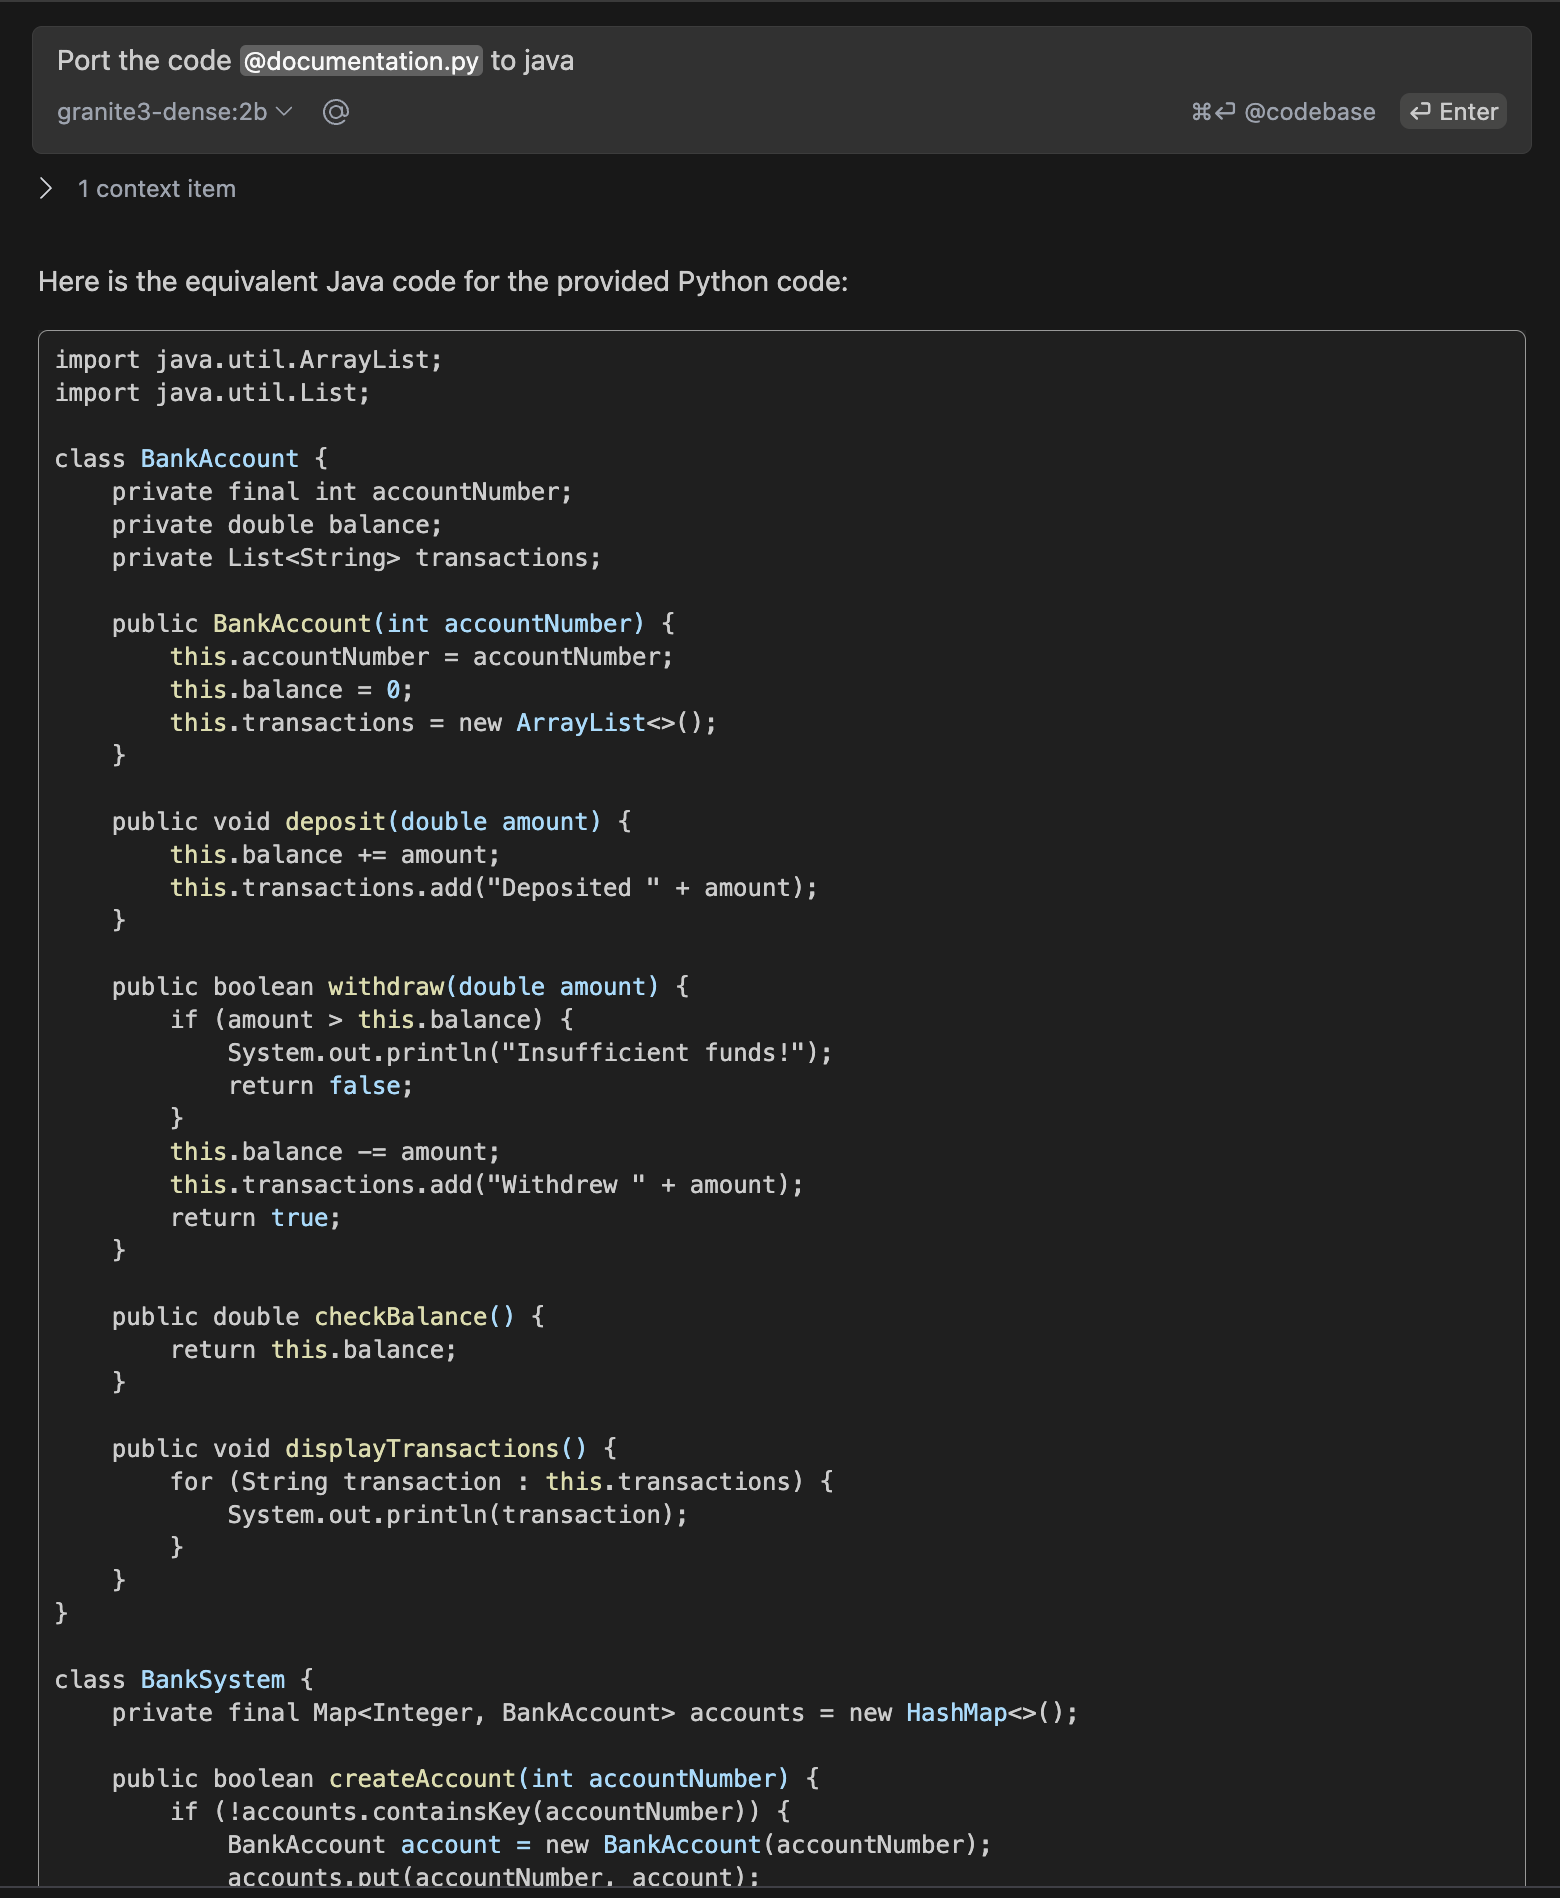 Port the code @documentation.py to java
granite3-dense:2b @ ⌘⏎ @codebase ⏎ Enter
1 context item
Here is the equivalent Java code for the provided Python code:
import java.util.ArrayList;
import java.util.List;
class BankAccount {
    private final int accountNumber;
    private double balance;
    private List<String> transactions;
    public BankAccount(int accountNumber) {
        this.accountNumber = accountNumber;
        this.balance = 0;
        this.transactions = new ArrayList<>();
    }
    public void deposit(double amount) {
        this.balance += amount;
        this.transactions.add("Deposited " + amount);
    }
    public boolean withdraw(double amount) {
        if (amount > this.balance) {
            System.out.println("Insufficient funds!");
            return false;
        }
        this.balance -= amount;
        this.transactions.add("Withdrew " + amount);
        return true;
    }
    public double checkBalance() {
        return this.balance;
    }
    public void displayTransactions() {
        for (String transaction : this.transactions) {
            System.out.println(transaction);
        }
    }
}
class BankSystem {
    private final Map<Integer, BankAccount> accounts = new HashMap<>();
    public boolean createAccount(int accountNumber) {
        if (!accounts.containsKey(accountNumber)) {
            BankAccount account = new BankAccount(accountNumber);
            accounts.put(accountNumber, account);